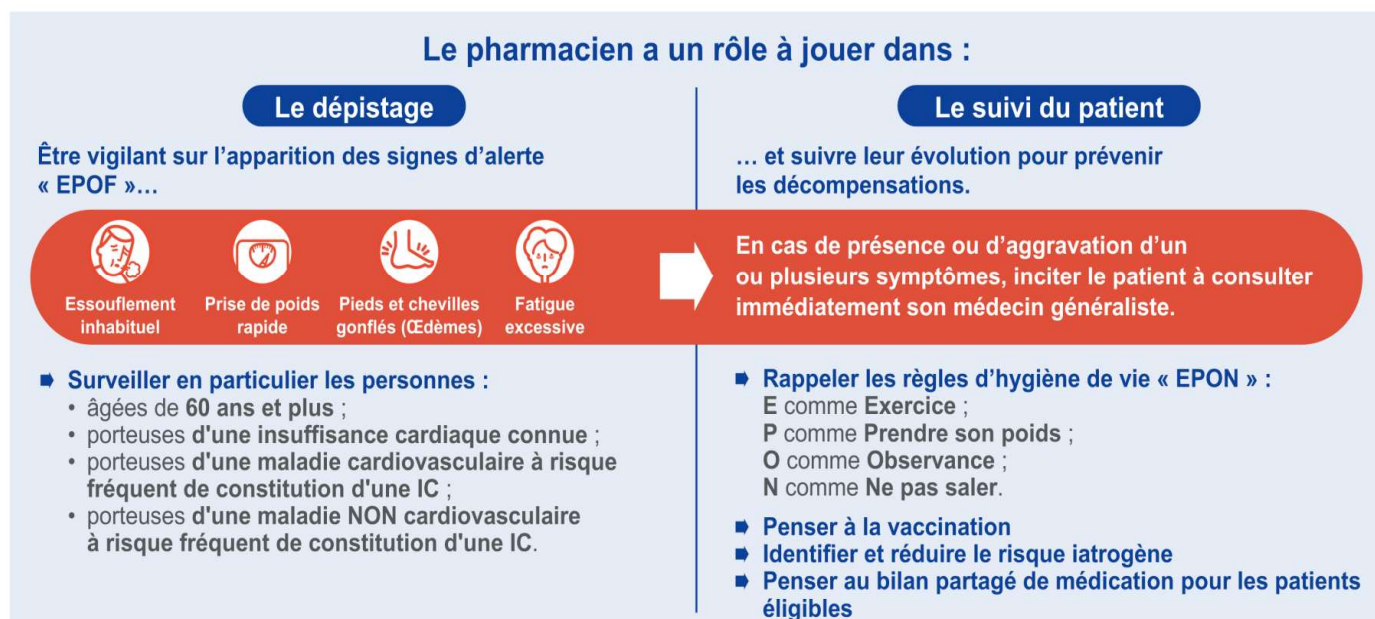 Le pharmacien a un rôle à jouer dans :
Le dépistage
Être vigilant sur l’apparition des signes d’alerte
« EPOF »…
Essouflement
inhabituel
Prise de poids
rapide
Pieds et chevilles
gonflés (Œdèmes)
Fatigue
excessive
➨ Surveiller en particulier les personnes :
• âgées de 60 ans et plus ;
• porteuses d'une insuffisance cardiaque connue ;
• porteuses d'une maladie cardiovasculaire à risque
fréquent de constitution d'une IC ;
• porteuses d'une maladie NON cardiovasculaire
à risque fréquent de constitution d'une IC.
Le suivi du patient
… et suivre leur évolution pour prévenir
les décompensations.
En cas de présence ou d’aggravation d’un
ou plusieurs symptômes, inciter le patient à consulter
immédiatement son médecin généraliste.
➨ Rappeler les règles d’hygiène de vie « EPON » :
E comme Exercice ;
P comme Prendre son poids ;
O comme Observance ;
N comme Ne pas saler.
➨ Penser à la vaccination
➨ Identifier et réduire le risque iatrogène
➨ Penser au bilan partagé de médication pour les patients
éligibles